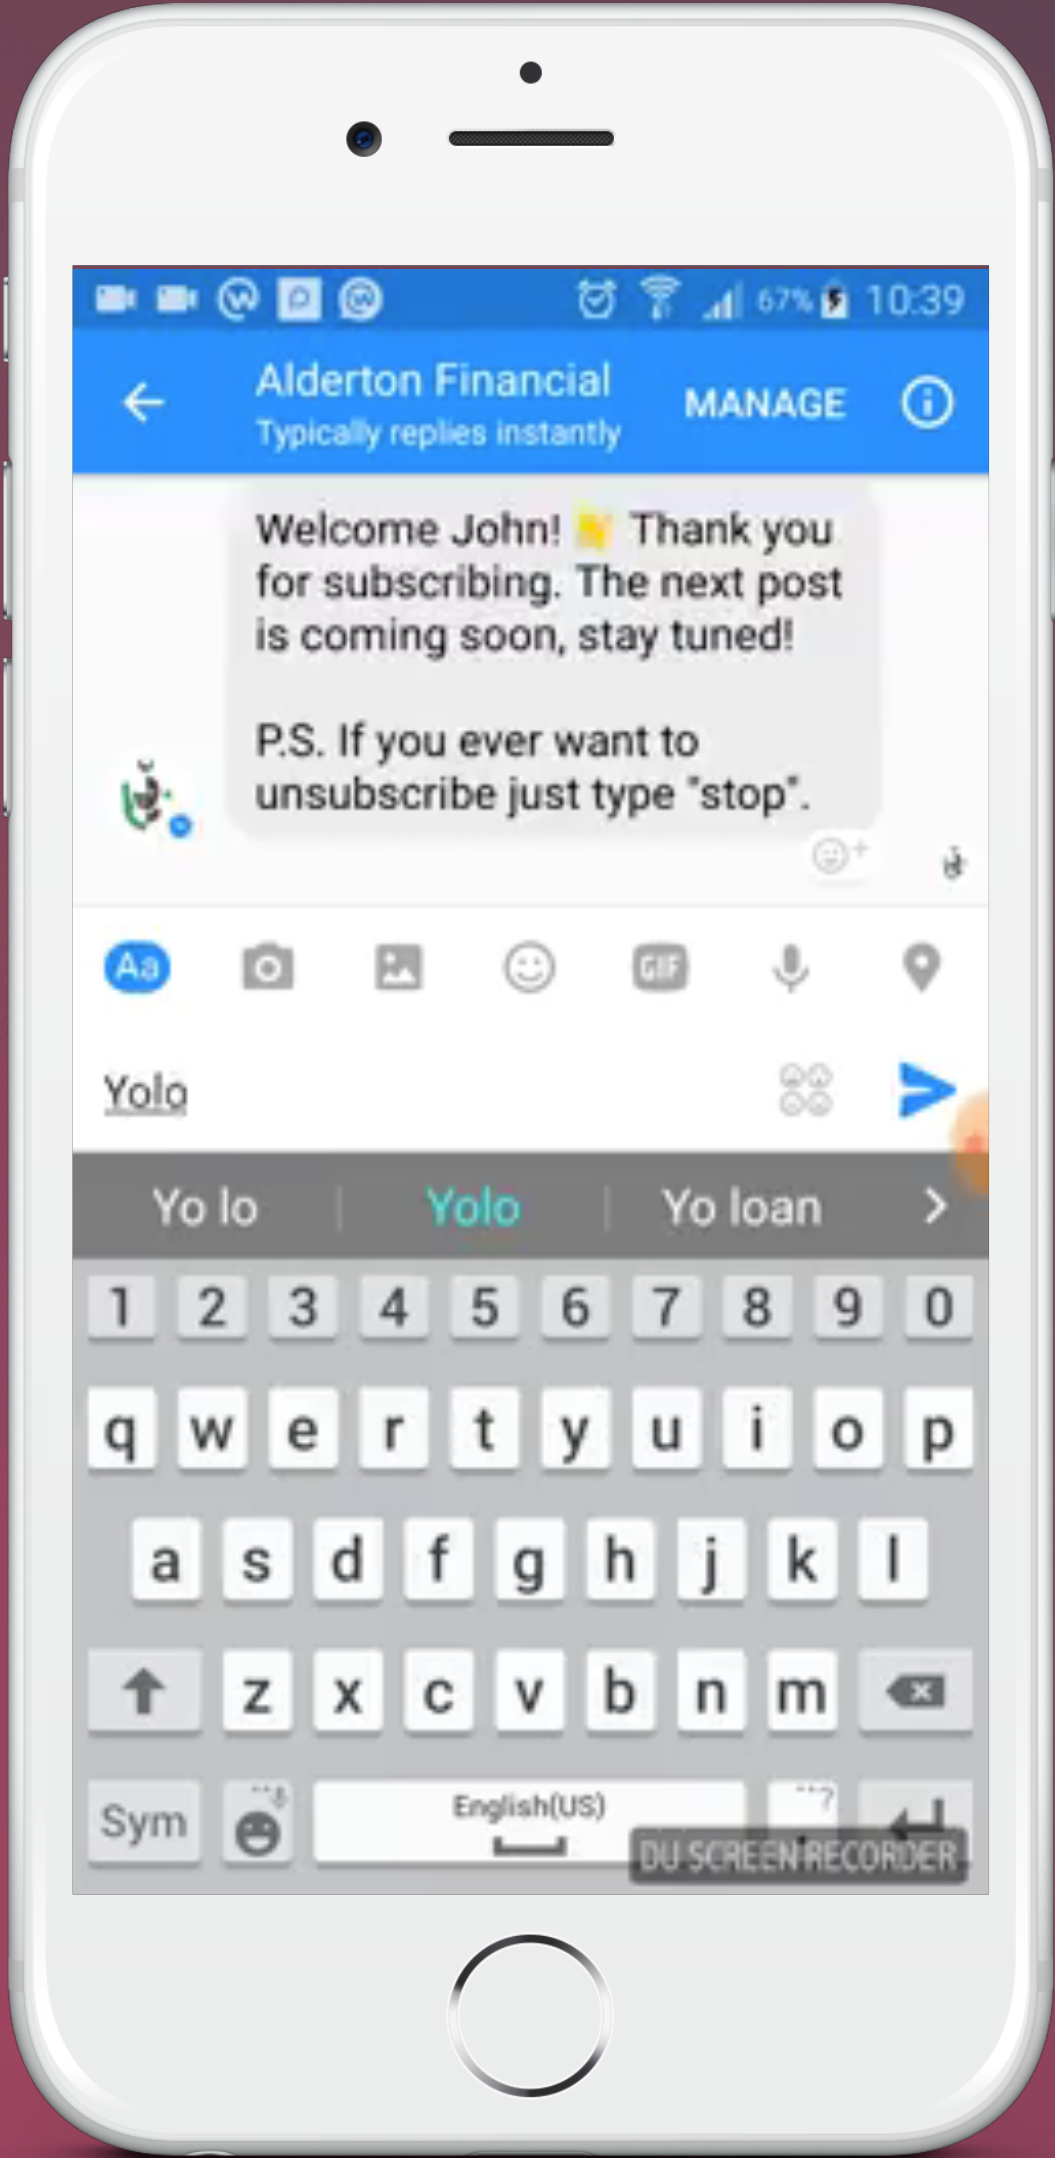 67% 10:39
Alderton Financial
Typically replies instantly
MANAGE
Welcome John! 👋 Thank you
for subscribing. The next post
is coming soon, stay tuned!
P.S. If you ever want to
unsubscribe just type "stop".
Aa
GIF
Yolo
Yo lo Yolo Yo loan
1 2 3 4 5 6 7 8 9 0
q w e r t y u i o p
a s d f g h j k l
z x c v b n m
Sym English(US) ?
DU SCREEN RECORDER